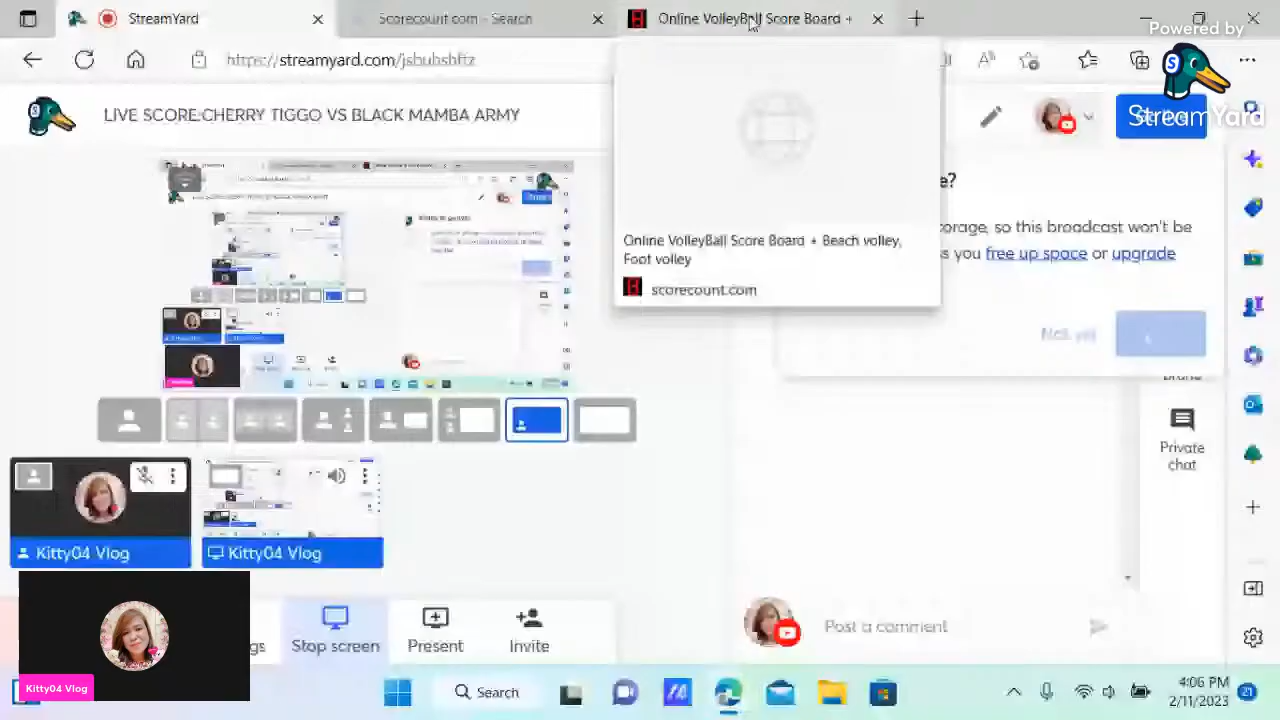 StreamYard
Scorecount com - Search
Online VolleyBall Score Board +
Powered by
StreamYard
https://streamyard.com/jsbubshftz
LIVE SCORE:CHERRY TIGGO VS BLACK MAMBA ARMY
e?
orage, so this broadcast won't be
s you free up space or upgrade
Online VolleyBall Score Board + Beach volley,
Foot volley
scorecount.com
Not yet
Private
chat
Kitty04 Vlog
Kitty04 Vlog
gs
Stop screen
Present
Invite
Post a comment
Kitty04 Vlog
Search
4:06 PM
2/11/2023
21